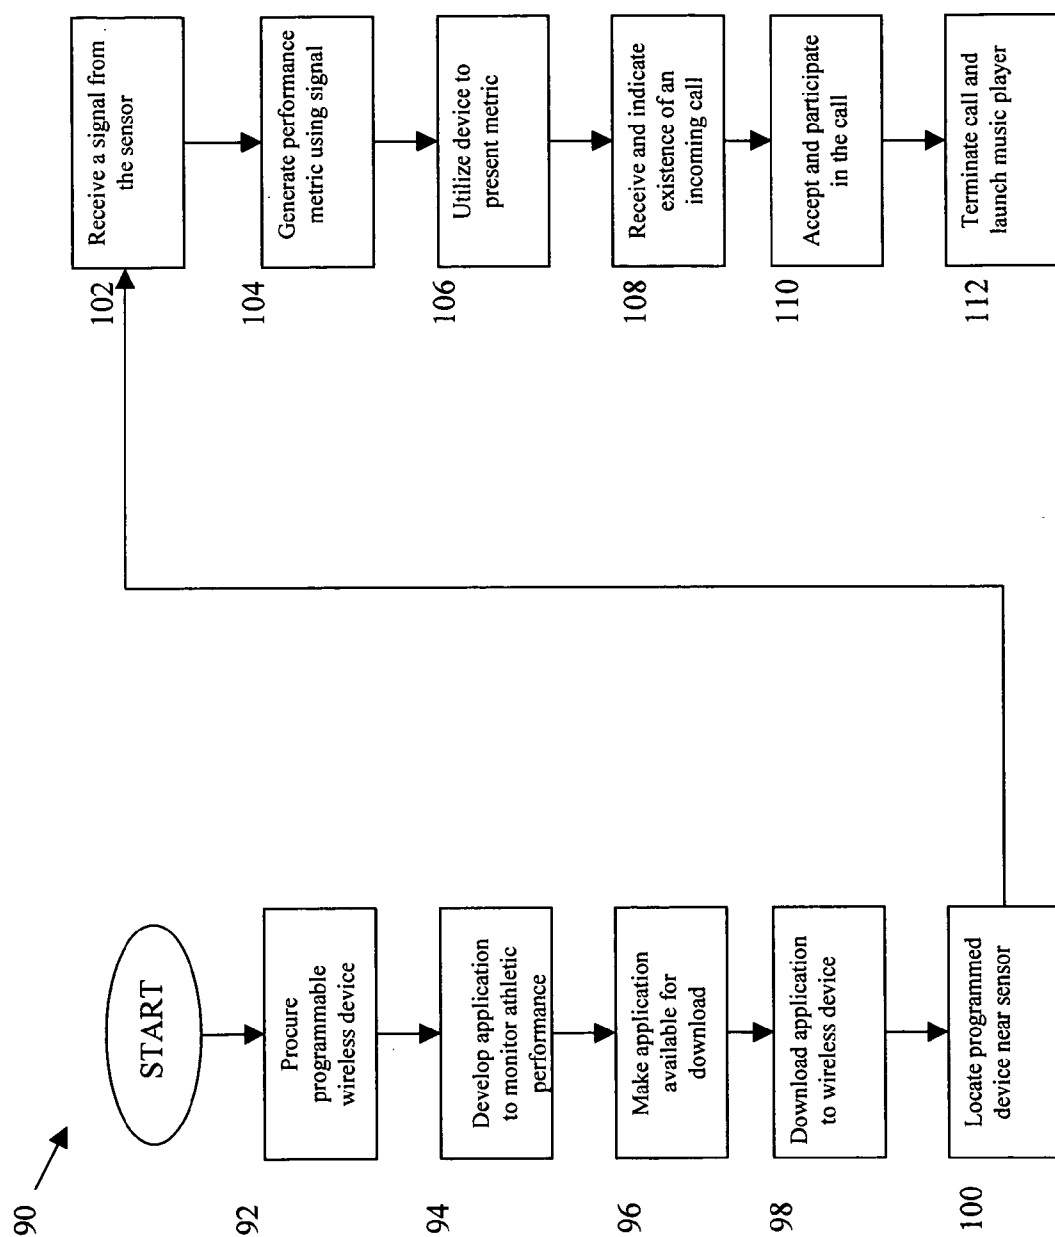 90
START
92
Procure
programmable
wireless device
94
Develop application
to monitor athletic
performance
96
Make application
available for
download
98
Download application
to wireless device
100
Locate programmed
device near sensor
102
Receive a signal from
the sensor
104
Generate performance
metric using signal
106
Utilize device to
present metric
108
Receive and indicate
existence of an
incoming call
110
Accept and participate
in the call
112
Terminate call and
launch music player